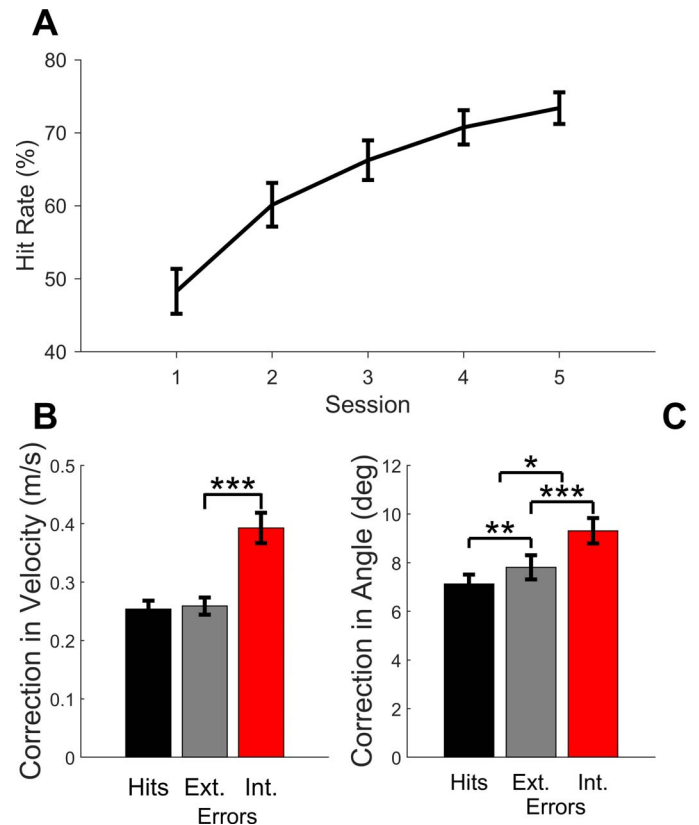 A
80
70
60
50
40
Hit Rate (%)
1 2 3 4 5
Session
B
0.5
0.4
0.3
0.2
0.1
0
Correction in Velocity (m/s)
***
Hits Ext. Int.
Errors
C
12
10
8
6
4
2
0
Correction in Angle (deg)
*
***
**
Hits Ext. Int.
Errors